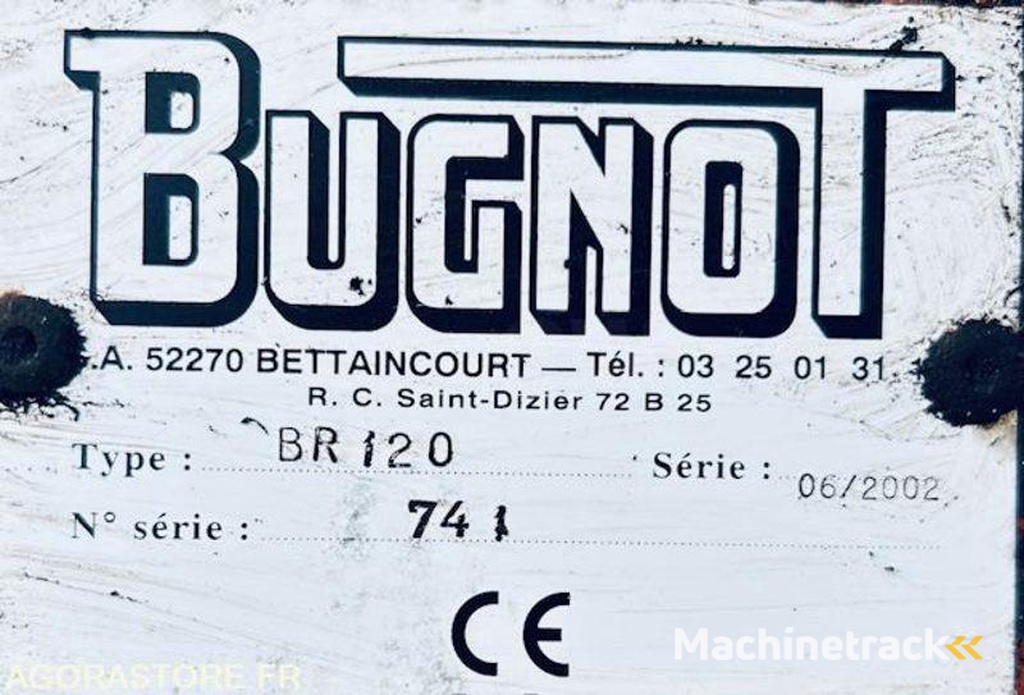 BUGNOT
.A. 52270 BETTAINCOURT — Tél. : 03 25 01 31
R. C. Saint-Dizier 72 B 25
Type : BR 120 Série : 06/2002
N° série : 741
CE
Machinetrack
AGORASTORE.FR